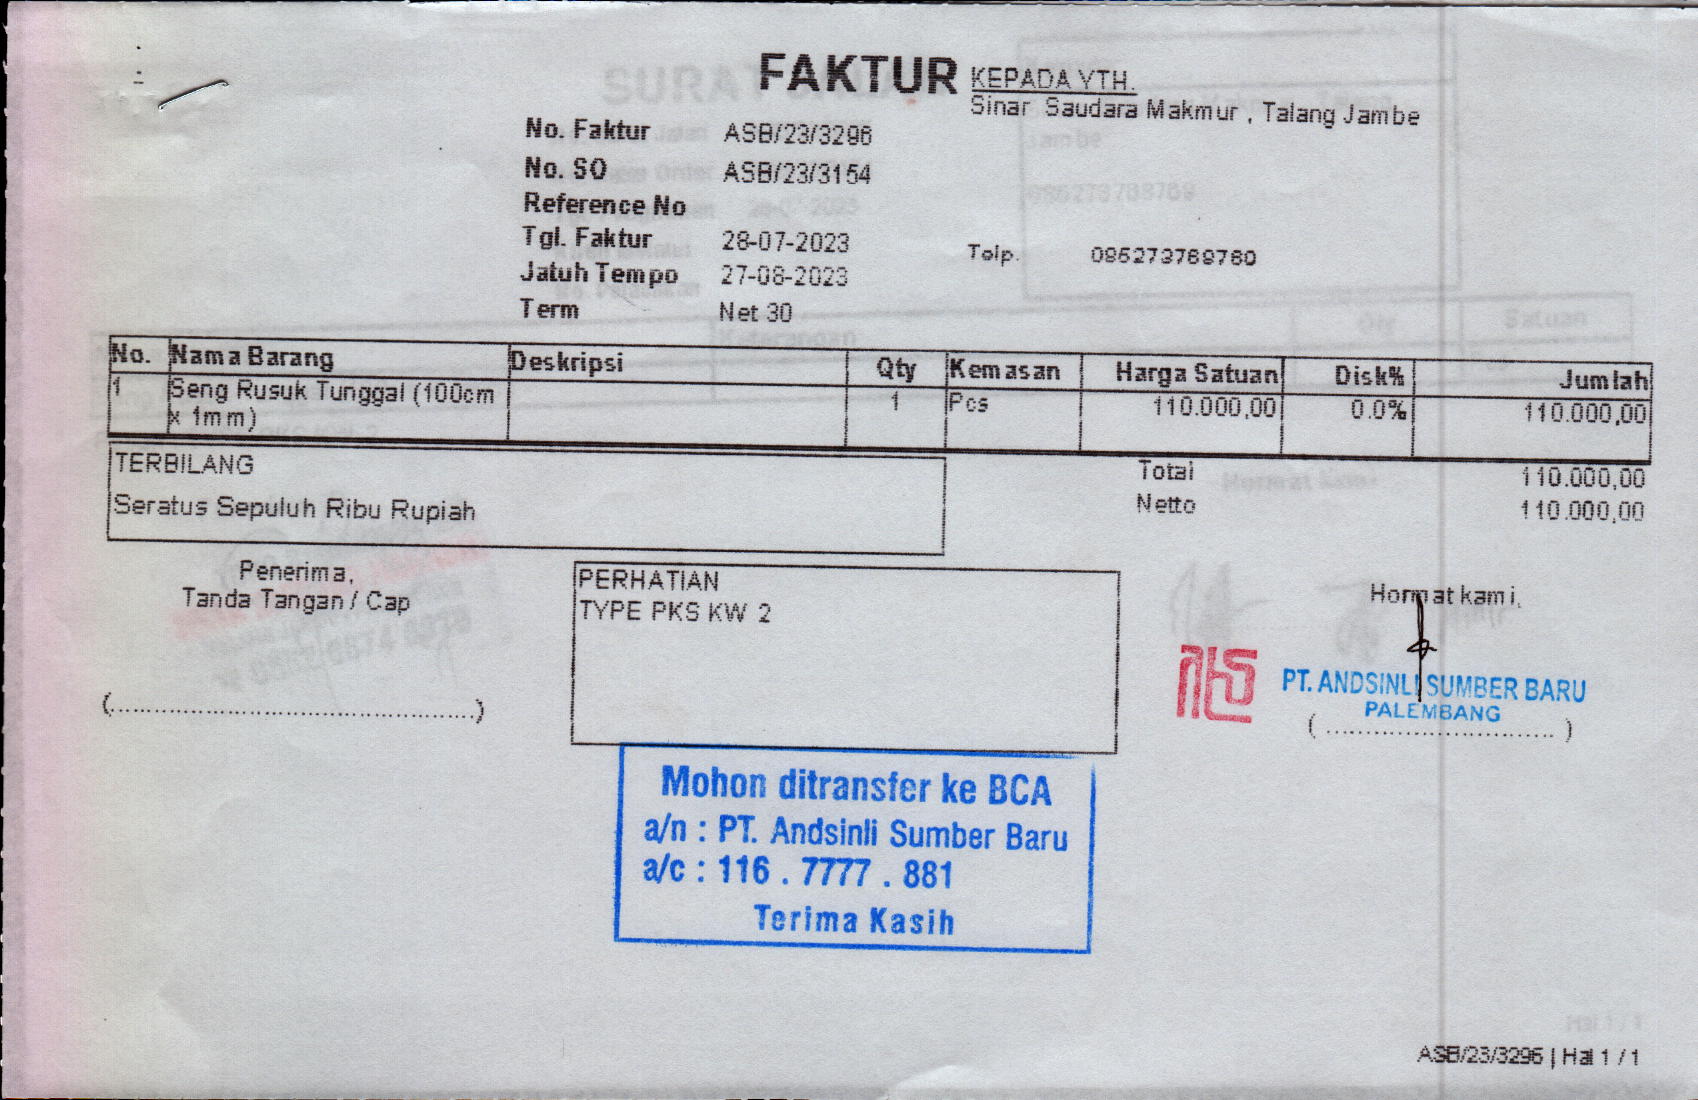 FAKTUR
KEPADA YTH.
Sinar Saudara Makmur , Talang Jambe
No. Faktur ASB/23/3296
No. SO ASB/23/3154
Reference No
Tgl. Faktur 28-07-2023
Telp.
Jatuh Tempo 27-08-2023
Term Net 30
No. Nama Barang Deskripsi Qty Kemasan Harga Satuan Disk% Jumlah
1 Seng Rusuk Tunggal (100cm 1 Pcs 110.000,00 0.0% 110.000,00
x 1mm)
TERBILANG
Seratus Sepuluh Ribu Rupiah
Total 110.000,00
Netto 110.000,00
Penerima,
Tanda Tangan / Cap
(................................................)
PERHATIAN
TYPE PKS KW 2
Hormat kami,
PT. ANDSINLI SUMBER BARU
PALEMBANG
( ............................. )
Mohon ditransfer ke BCA
a/n : PT. Andsinli Sumber Baru
a/c : 116 . 7777 . 881
Terima Kasih
ASB/23/3296 | Hal 1 / 1